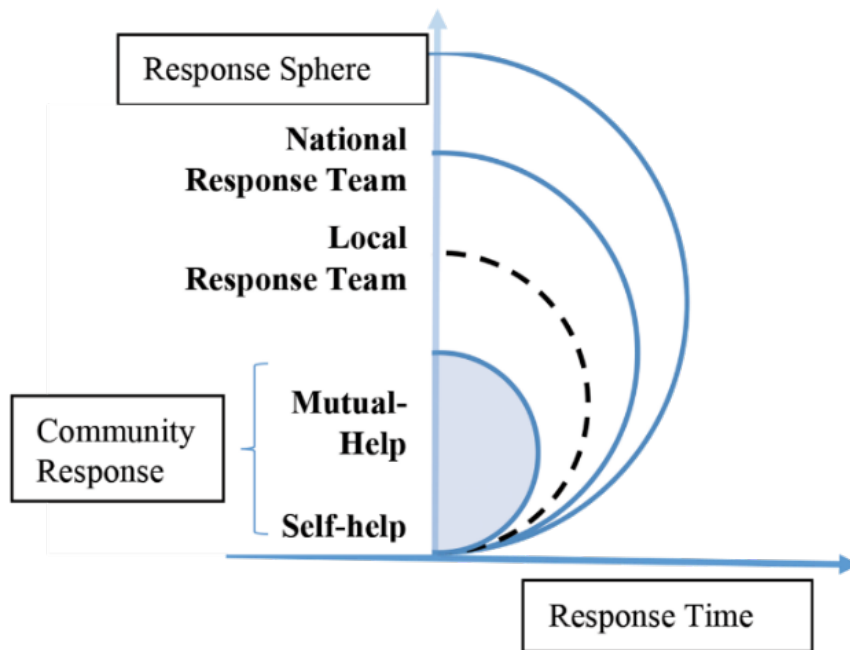 Response Sphere
National
Response Team
Local
Response Team
Mutual-
Help
Community
Response
Self-help
Response Time